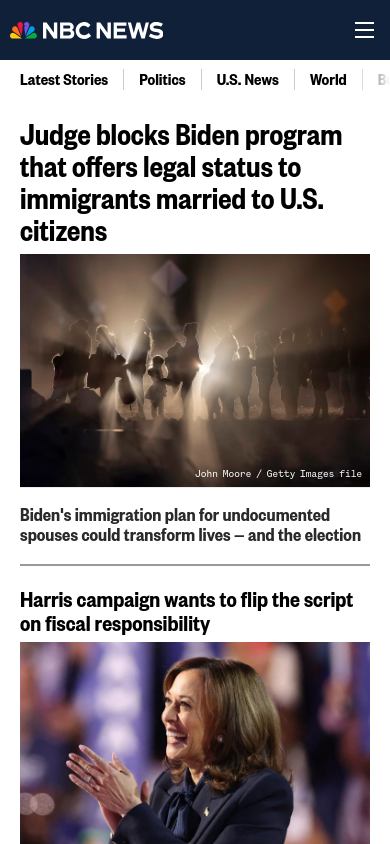 NBC NEWS
Latest Stories
Politics
U.S. News
World
Judge blocks Biden program
that offers legal status to
immigrants married to U.S.
citizens
John Moore / Getty Images file
Biden's immigration plan for undocumented
spouses could transform lives — and the election
Harris campaign wants to flip the script
on fiscal responsibility